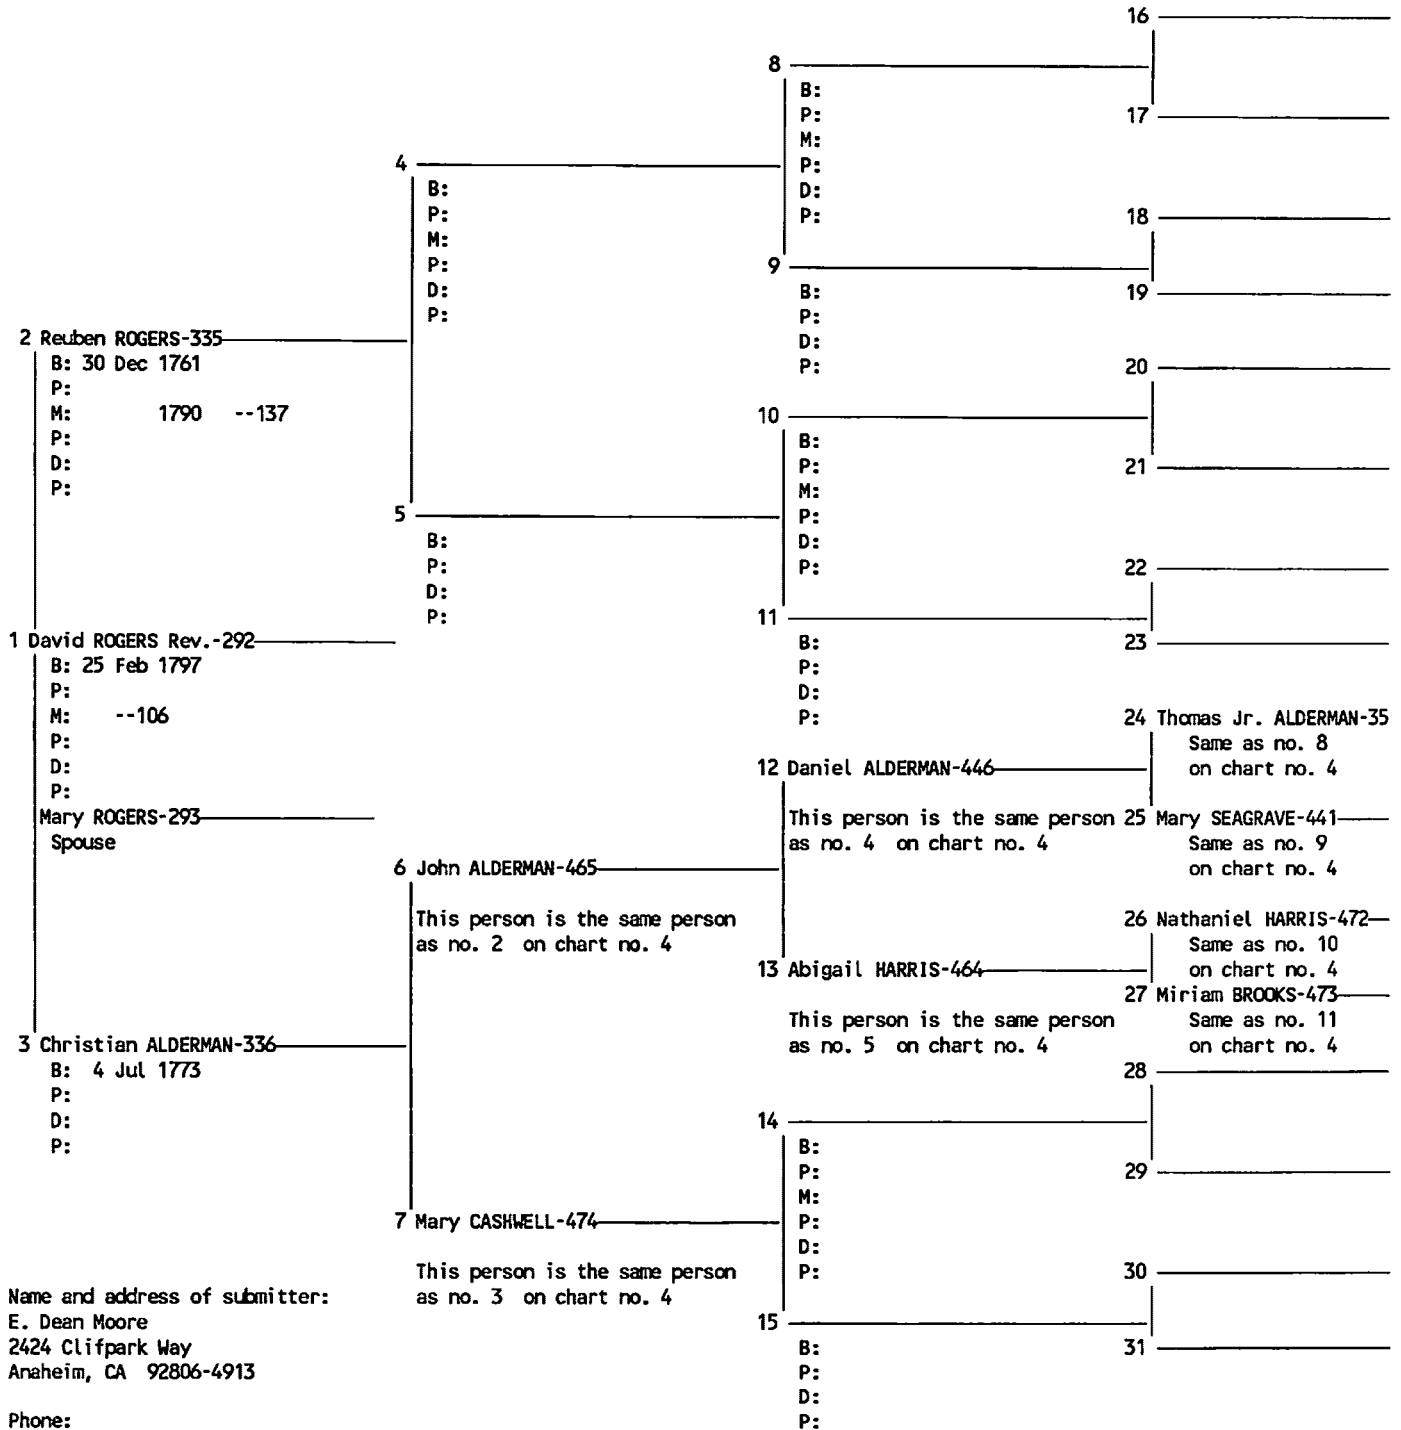 16
8
B:
P:
17
M:
4
P:
B:
D:
P:
P:
18
M:
P:
9
D:
B:
19
P:
P:
2 Reuben ROGERS-335
D:
B: 30 Dec 1761
P:
20
P:
M: 1790 --137
10
P:
B:
D:
P:
21
P:
M:
5
P:
B:
D:
P:
P:
22
D:
P:
11
1 David ROGERS Rev.-292
B:
23
B: 25 Feb 1797
P:
P:
D:
M: --106
P:
24 Thomas Jr. ALDERMAN-35
P:
Same as no. 8
D:
12 Daniel ALDERMAN-446
on chart no. 4
P:
Mary ROGERS-293
This person is the same person
25 Mary SEAGRAVE-441
Spouse
as no. 4 on chart no. 4
Same as no. 9
6 John ALDERMAN-465
on chart no. 4
This person is the same person
26 Nathaniel HARRIS-472
as no. 2 on chart no. 4
Same as no. 10
13 Abigail HARRIS-464
on chart no. 4
27 Miriam BROOKS-473
This person is the same person
Same as no. 11
3 Christian ALDERMAN-336
as no. 5 on chart no. 4
on chart no. 4
B: 4 Jul 1773
28
P:
D:
14
P:
B:
P:
29
M:
7 Mary CASHWELL-474
P:
D:
This person is the same person
P:
30
as no. 3 on chart no. 4
Name and address of submitter:
E. Dean Moore
15
2424 Clifpark Way
B:
31
Anaheim, CA 92806-4913
P:
D:
Phone:
P: